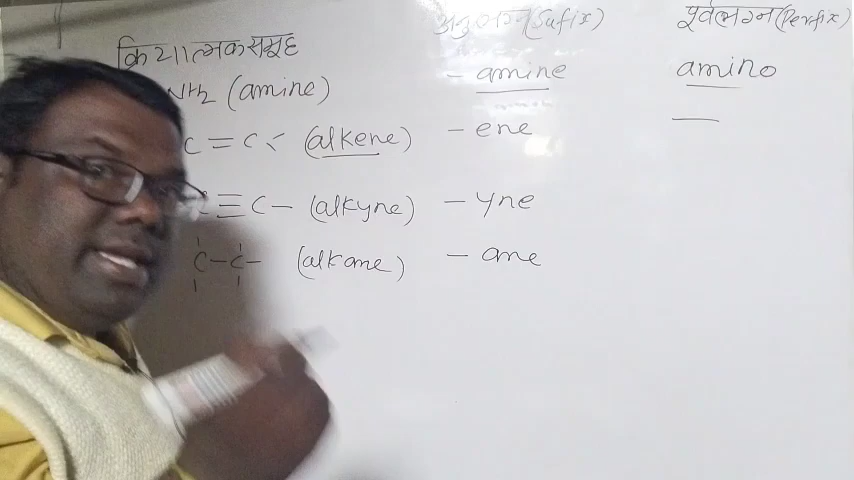 क्रियात्मक समूह अनुलग्न (Sufix) पूर्वलग्न (Perfix)
NH2 (amine) - amine amino
C = C < (alkene) - ene —
C ≡ C - (alkyne) - yne
- C - C - (alkane) - ane